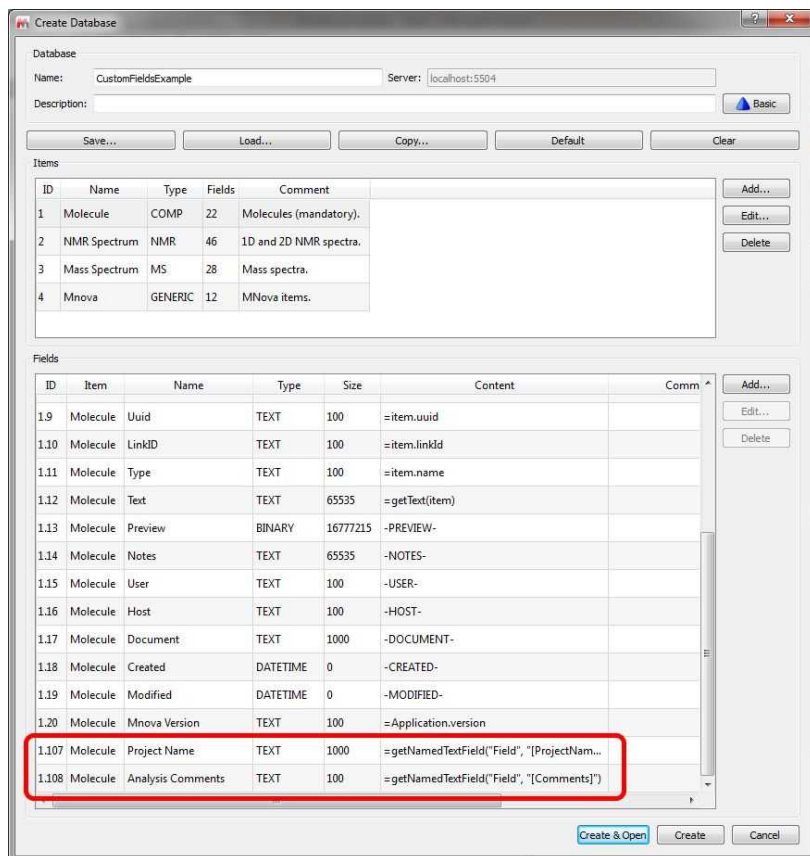 Create Database
Database
Name: CustomFieldsExample Server: localhost:5504
Description: Basic
Save... Load... Copy... Default Clear
Items
ID Name Type Fields Comment Add...
1 Molecule COMP 22 Molecules (mandatory). Edit...
2 NMR Spectrum NMR 46 1D and 2D NMR spectra. Delete
3 Mass Spectrum MS 28 Mass spectra.
4 Mnova GENERIC 12 MNova items.
Fields
ID Item Name Type Size Content Comm Add...
1.9 Molecule Uuid TEXT 100 =item.uuid Edit...
1.10 Molecule LinkID TEXT 100 =item.linkId Delete
1.11 Molecule Type TEXT 100 =item.name
1.12 Molecule Text TEXT 65535 =getText(item)
1.13 Molecule Preview BINARY 16777215 -PREVIEW-
1.14 Molecule Notes TEXT 65535 -NOTES-
1.15 Molecule User TEXT 100 -USER-
1.16 Molecule Host TEXT 100 -HOST-
1.17 Molecule Document TEXT 1000 -DOCUMENT-
1.18 Molecule Created DATETIME 0 -CREATED-
1.19 Molecule Modified DATETIME 0 -MODIFIED-
1.20 Molecule Mnova Version TEXT 100 =Application.version
1.107 Molecule Project Name TEXT 1000 =getNamedTextField("Field", "[ProjectNam...
1.108 Molecule Analysis Comments TEXT 100 =getNamedTextField("Field", "[Comments]")
Create & Open Create Cancel